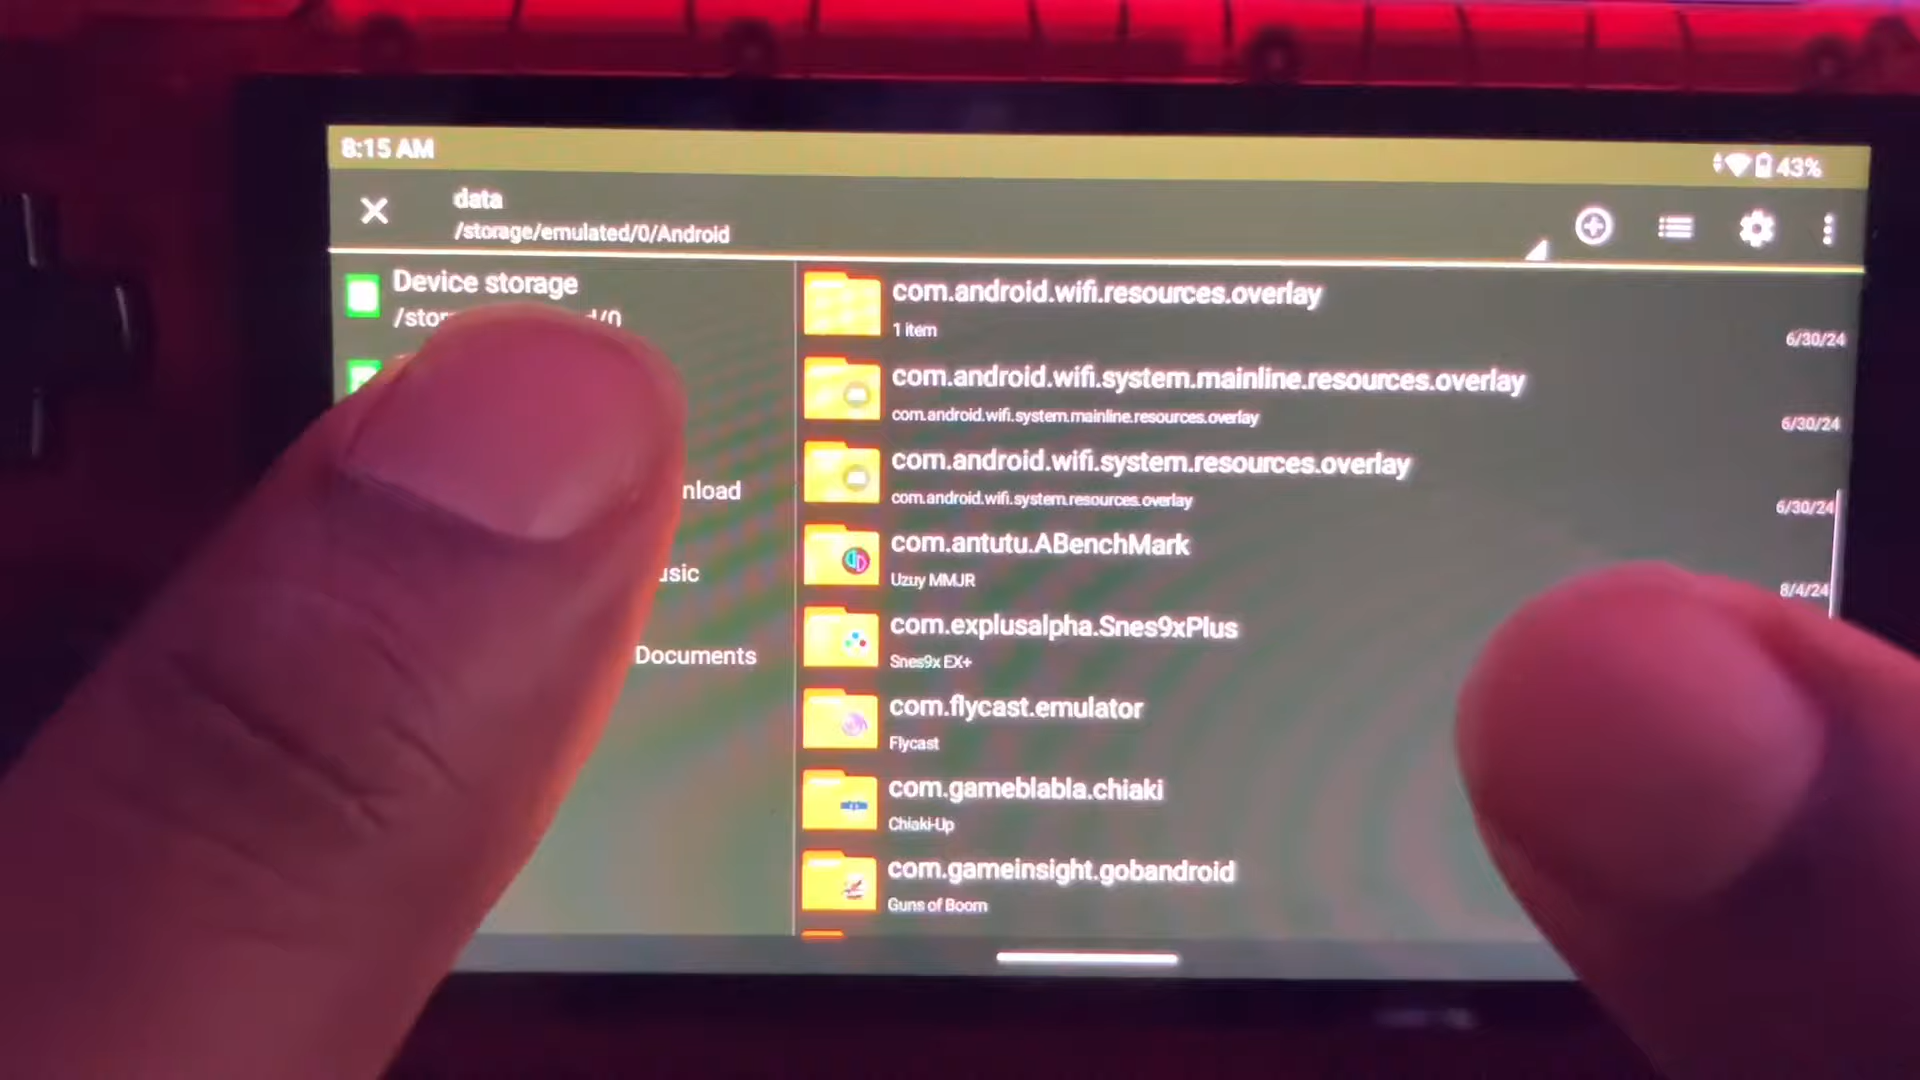 8:15 AM
43%
data
/storage/emulated/0/Android
Device storage
com.android.wifi.resources.overlay
1 item
6/30/24
com.android.wifi.system.mainline.resources.overlay
com.android.wifi.system.mainline.resources.overlay
6/30/24
com.android.wifi.system.resources.overlay
com.android.wifi.system.resources.overlay
6/30/24
com.antutu.ABenchMark
Uzuy MMJR
8/4/24
com.explusalpha.Snes9xPlus
Snes9x EX+
Documents
com.flycast.emulator
Flycast
com.gameblabla.chiaki
Chiaki-Up
com.gameinsight.gobandroid
Guns of Boom